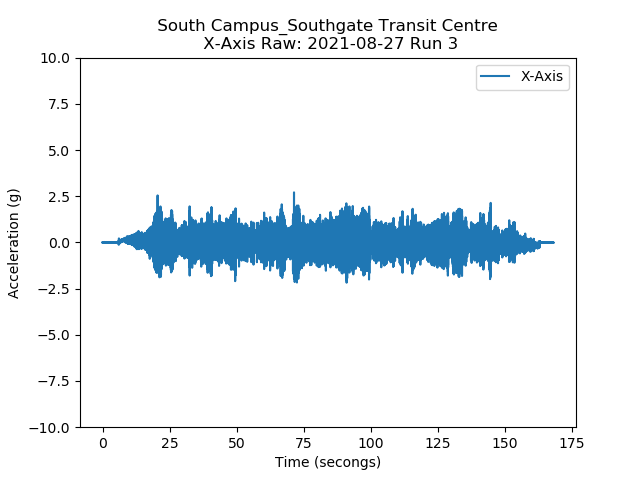 South Campus_Southgate Transit Centre
X-Axis Raw: 2021-08-27 Run 3
X-Axis
10.0
7.5
5.0
2.5
0.0
−2.5
−5.0
−7.5
−10.0
Acceleration (g)
0 25 50 75 100 125 150 175
Time (secongs)